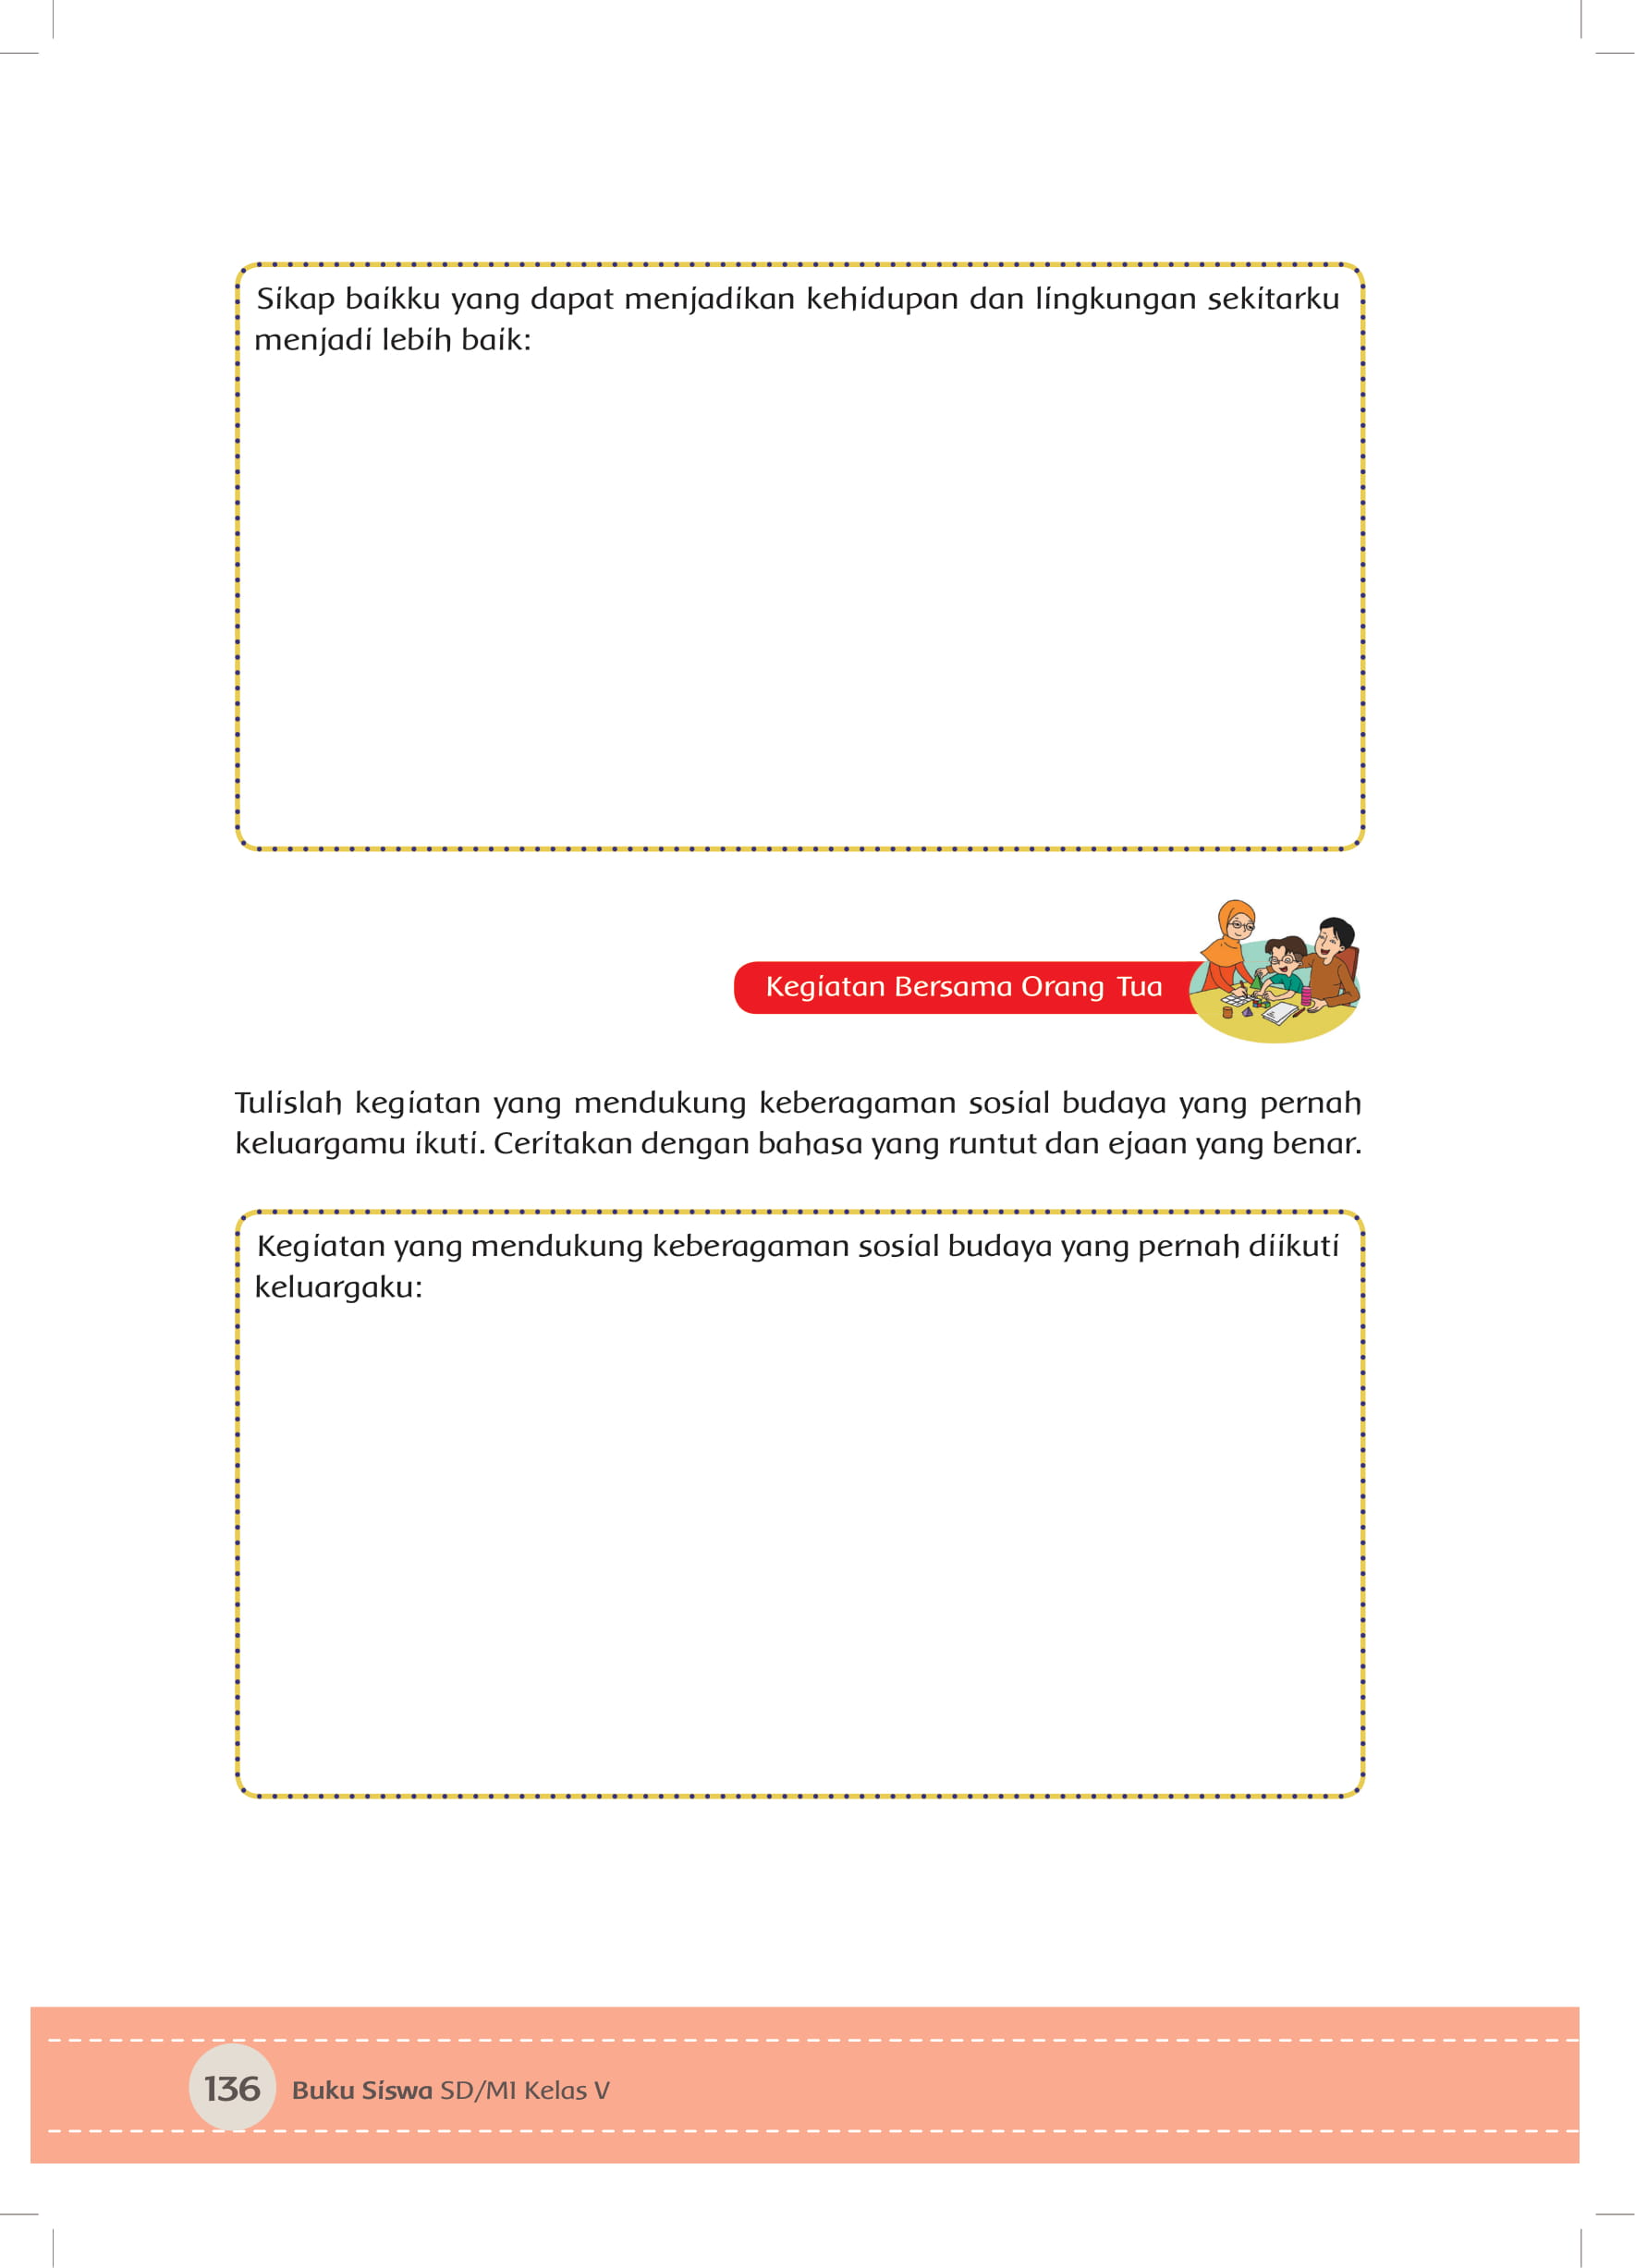 Sikap baikku yang dapat menjadikan kehidupan dan lingkungan sekitarku
menjadi lebih baik:
Kegiatan Bersama Orang Tua
Tulislah kegiatan yang mendukung keberagaman sosial budaya yang pernah
keluargamu ikuti. Ceritakan dengan bahasa yang runtut dan ejaan yang benar.
Kegiatan yang mendukung keberagaman sosial budaya yang pernah diikuti
keluargaku:
136 Buku Siswa SD/MI Kelas V